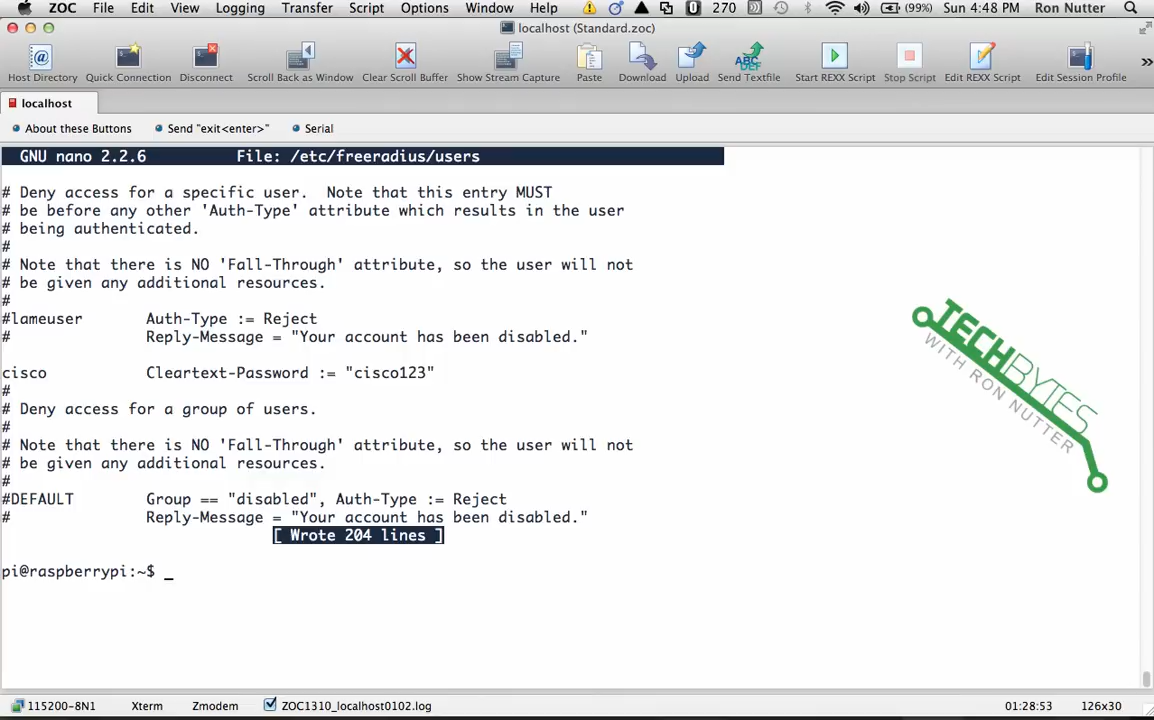 ZOC File Edit View Logging Transfer Script Options Window Help 270 (99%) Sun 4:48 PM Ron Nutter
localhost (Standard.zoc)
Host Directory Quick Connection Disconnect Scroll Back as Window Clear Scroll Buffer Show Stream Capture Paste Download Upload Send Textfile Start REXX Script Stop Script Edit REXX Script Edit Session Profile »
localhost
About these Buttons Send "exit<enter>" Serial
GNU nano 2.2.6 File: /etc/freeradius/users
# Deny access for a specific user.  Note that this entry MUST
# be before any other 'Auth-Type' attribute which results in the user
# being authenticated.
#
# Note that there is NO 'Fall-Through' attribute, so the user will not
# be given any additional resources.
#
#lameuser Auth-Type := Reject
# Reply-Message = "Your account has been disabled."
cisco Cleartext-Password := "cisco123"
#
# Deny access for a group of users.
#
# Note that there is NO 'Fall-Through' attribute, so the user will not
# be given any additional resources.
#
#DEFAULT Group == "disabled", Auth-Type := Reject
# Reply-Message = "Your account has been disabled."
[ Wrote 204 lines ]
pi@raspberrypi:~$ _
TECHBYTES
WITH RON NUTTER
115200-8N1 Xterm Zmodem ZOC1310_localhost0102.log 01:28:53 126x30